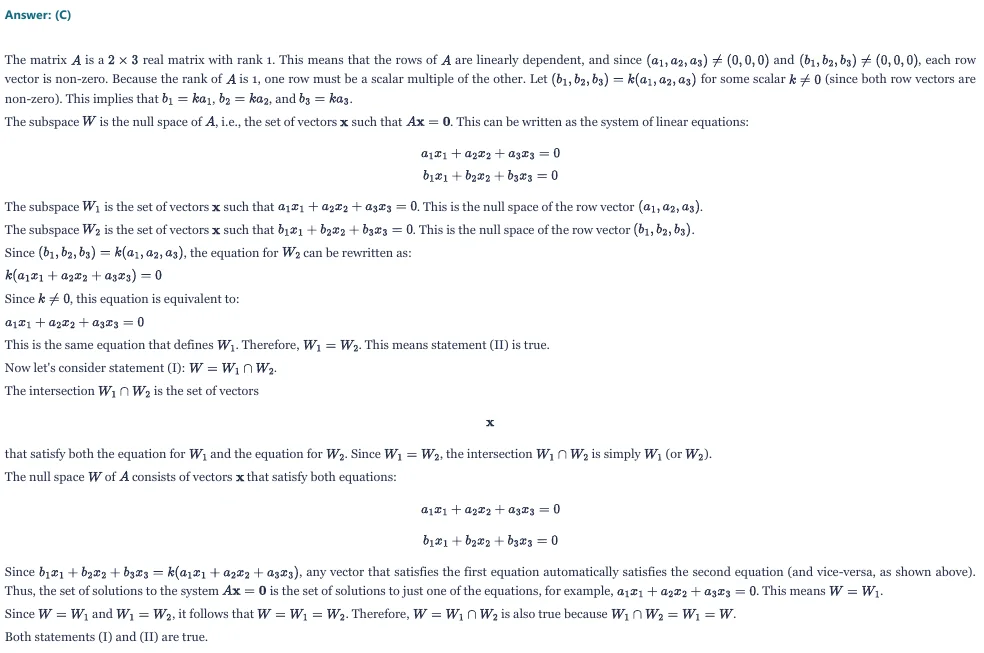 Answer: (C)
The matrix A is a 2 × 3 real matrix with rank 1. This means that the rows of A are linearly dependent, and since (a₁, a₂, a₃) ≠ (0, 0, 0) and (b₁, b₂, b₃) ≠ (0, 0, 0), each row
vector is non-zero. Because the rank of A is 1, one row must be a scalar multiple of the other. Let (b₁, b₂, b₃) = k(a₁, a₂, a₃) for some scalar k ≠ 0 (since both row vectors are
non-zero). This implies that b₁ = ka₁, b₂ = ka₂, and b₃ = ka₃.
The subspace W is the null space of A, i.e., the set of vectors x such that Ax = 0. This can be written as the system of linear equations:
a₁x₁ + a₂x₂ + a₃x₃ = 0
b₁x₁ + b₂x₂ + b₃x₃ = 0
The subspace W₁ is the set of vectors x such that a₁x₁ + a₂x₂ + a₃x₃ = 0. This is the null space of the row vector (a₁, a₂, a₃).
The subspace W₂ is the set of vectors x such that b₁x₁ + b₂x₂ + b₃x₃ = 0. This is the null space of the row vector (b₁, b₂, b₃).
Since (b₁, b₂, b₃) = k(a₁, a₂, a₃), the equation for W₂ can be rewritten as:
k(a₁x₁ + a₂x₂ + a₃x₃) = 0
Since k ≠ 0, this equation is equivalent to:
a₁x₁ + a₂x₂ + a₃x₃ = 0
This is the same equation that defines W₁. Therefore, W₁ = W₂. This means statement (II) is true.
Now let's consider statement (I): W = W₁ ∩ W₂.
The intersection W₁ ∩ W₂ is the set of vectors
x
that satisfy both the equation for W₁ and the equation for W₂. Since W₁ = W₂, the intersection W₁ ∩ W₂ is simply W₁ (or W₂).
The null space W of A consists of vectors x that satisfy both equations:
a₁x₁ + a₂x₂ + a₃x₃ = 0
b₁x₁ + b₂x₂ + b₃x₃ = 0
Since b₁x₁ + b₂x₂ + b₃x₃ = k(a₁x₁ + a₂x₂ + a₃x₃), any vector that satisfies the first equation automatically satisfies the second equation (and vice-versa, as shown above).
Thus, the set of solutions to the system Ax = 0 is the set of solutions to just one of the equations, for example, a₁x₁ + a₂x₂ + a₃x₃ = 0. This means W = W₁.
Since W = W₁ and W₁ = W₂, it follows that W = W₁ = W₂. Therefore, W = W₁ ∩ W₂ is also true because W₁ ∩ W₂ = W₁ = W.
Both statements (I) and (II) are true.